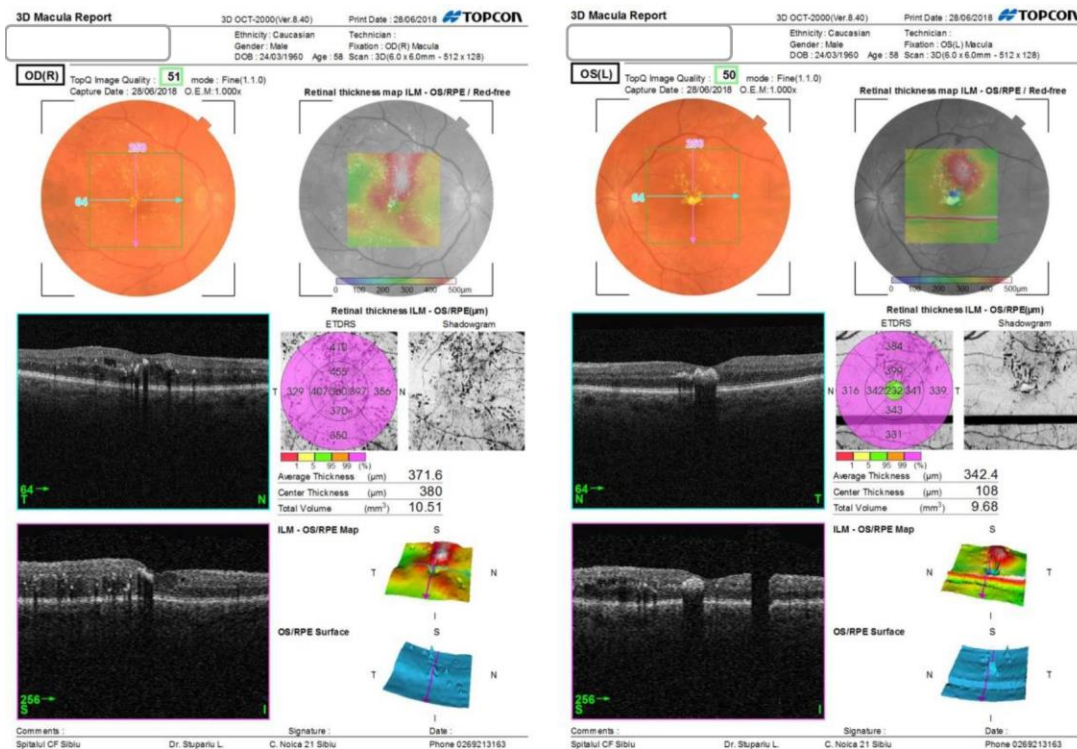 3D Macula Report
3D OCT-2000(Ver.8.40) Print Date : 28/06/2018 TOPCON
Ethnicity : Caucasian Technician :
Gender : Male Fixation : OD(R) Macula
DOB : 24/03/1960 Age : 58 Scan : 3D(6.0 x 6.0mm - 512 x 128)
OD(R) TopQ Image Quality : 51 mode : Fine(1.1.0)
Capture Date : 28/06/2018 O.E.M:1.000x
Retinal thickness map ILM - OS/RPE / Red-free
250
64
0 100 200 300 400 500μm
Retinal thickness ILM - OS/RPE(μm)
ETDRS Shadowgram
410
455
T 329 407 360 397 356 N
370
350
1 5 95 99 (%)
Average Thickness (μm) 371.6
Center Thickness (μm) 380
Total Volume (mm³) 10.51
64
T N
ILM - OS/RPE Map S
T N
I
OS/RPE Surface S
T N
I
256
S I
Comments : Signature : Date :
Spitalul CF Sibiu Dr. Stupariu L. C. Noica 21 Sibiu Phone 0269213163
3D Macula Report
3D OCT-2000(Ver.8.40) Print Date : 28/06/2018 TOPCON
Ethnicity : Caucasian Technician :
Gender : Male Fixation : OS(L) Macula
DOB : 24/03/1960 Age : 58 Scan : 3D(6.0 x 6.0mm - 512 x 128)
OS(L) TopQ Image Quality : 50 mode : Fine(1.1.0)
Capture Date : 28/06/2018 O.E.M:1.000x
Retinal thickness map ILM - OS/RPE / Red-free
250
64
0 100 200 300 400 500μm
Retinal thickness ILM - OS/RPE(μm)
ETDRS Shadowgram
384
399
N 316 342 232 341 339 T
343
331
1 5 95 99 (%)
Average Thickness (μm) 342.4
Center Thickness (μm) 108
Total Volume (mm³) 9.68
64
N T
ILM - OS/RPE Map S
N T
I
OS/RPE Surface S
N T
I
256
S I
Comments : Signature : Date :
Spitalul CF Sibiu Dr. Stupariu L. C. Noica 21 Sibiu Phone 0269213163